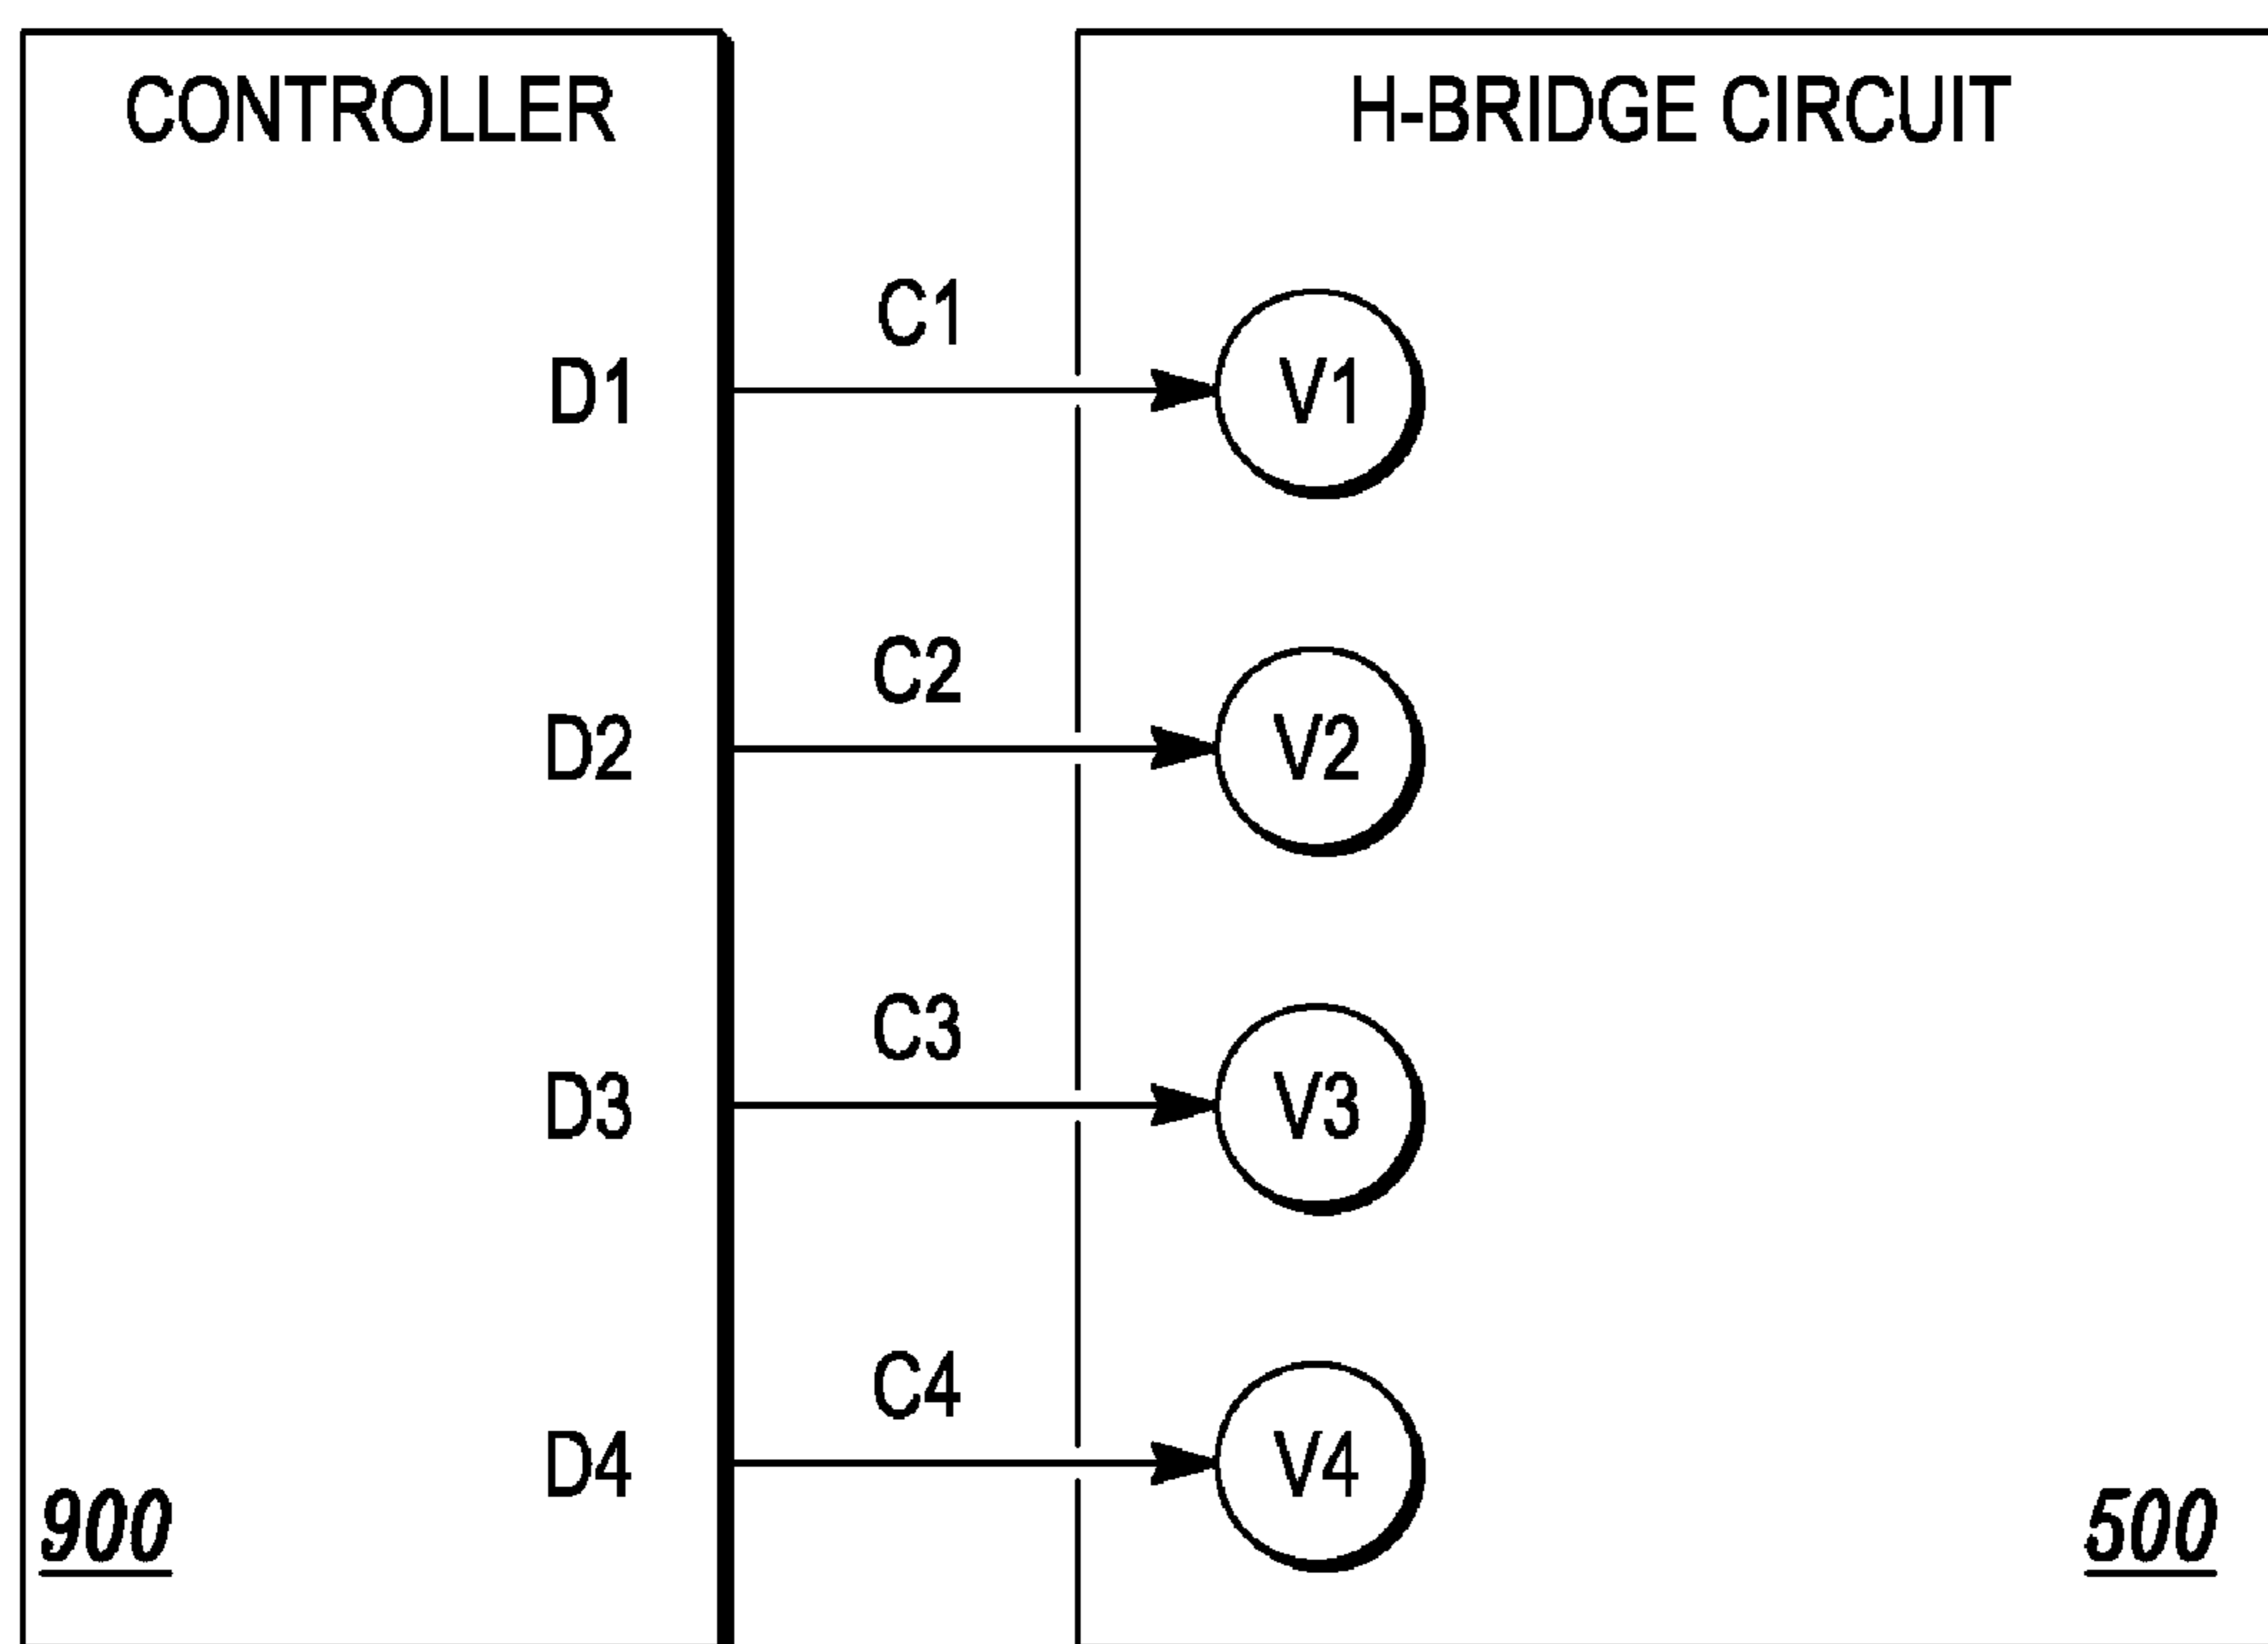 CONTROLLER
H-BRIDGE CIRCUIT
C1
D1
V1
C2
D2
V2
C3
D3
V3
C4
D4
V4
900
500